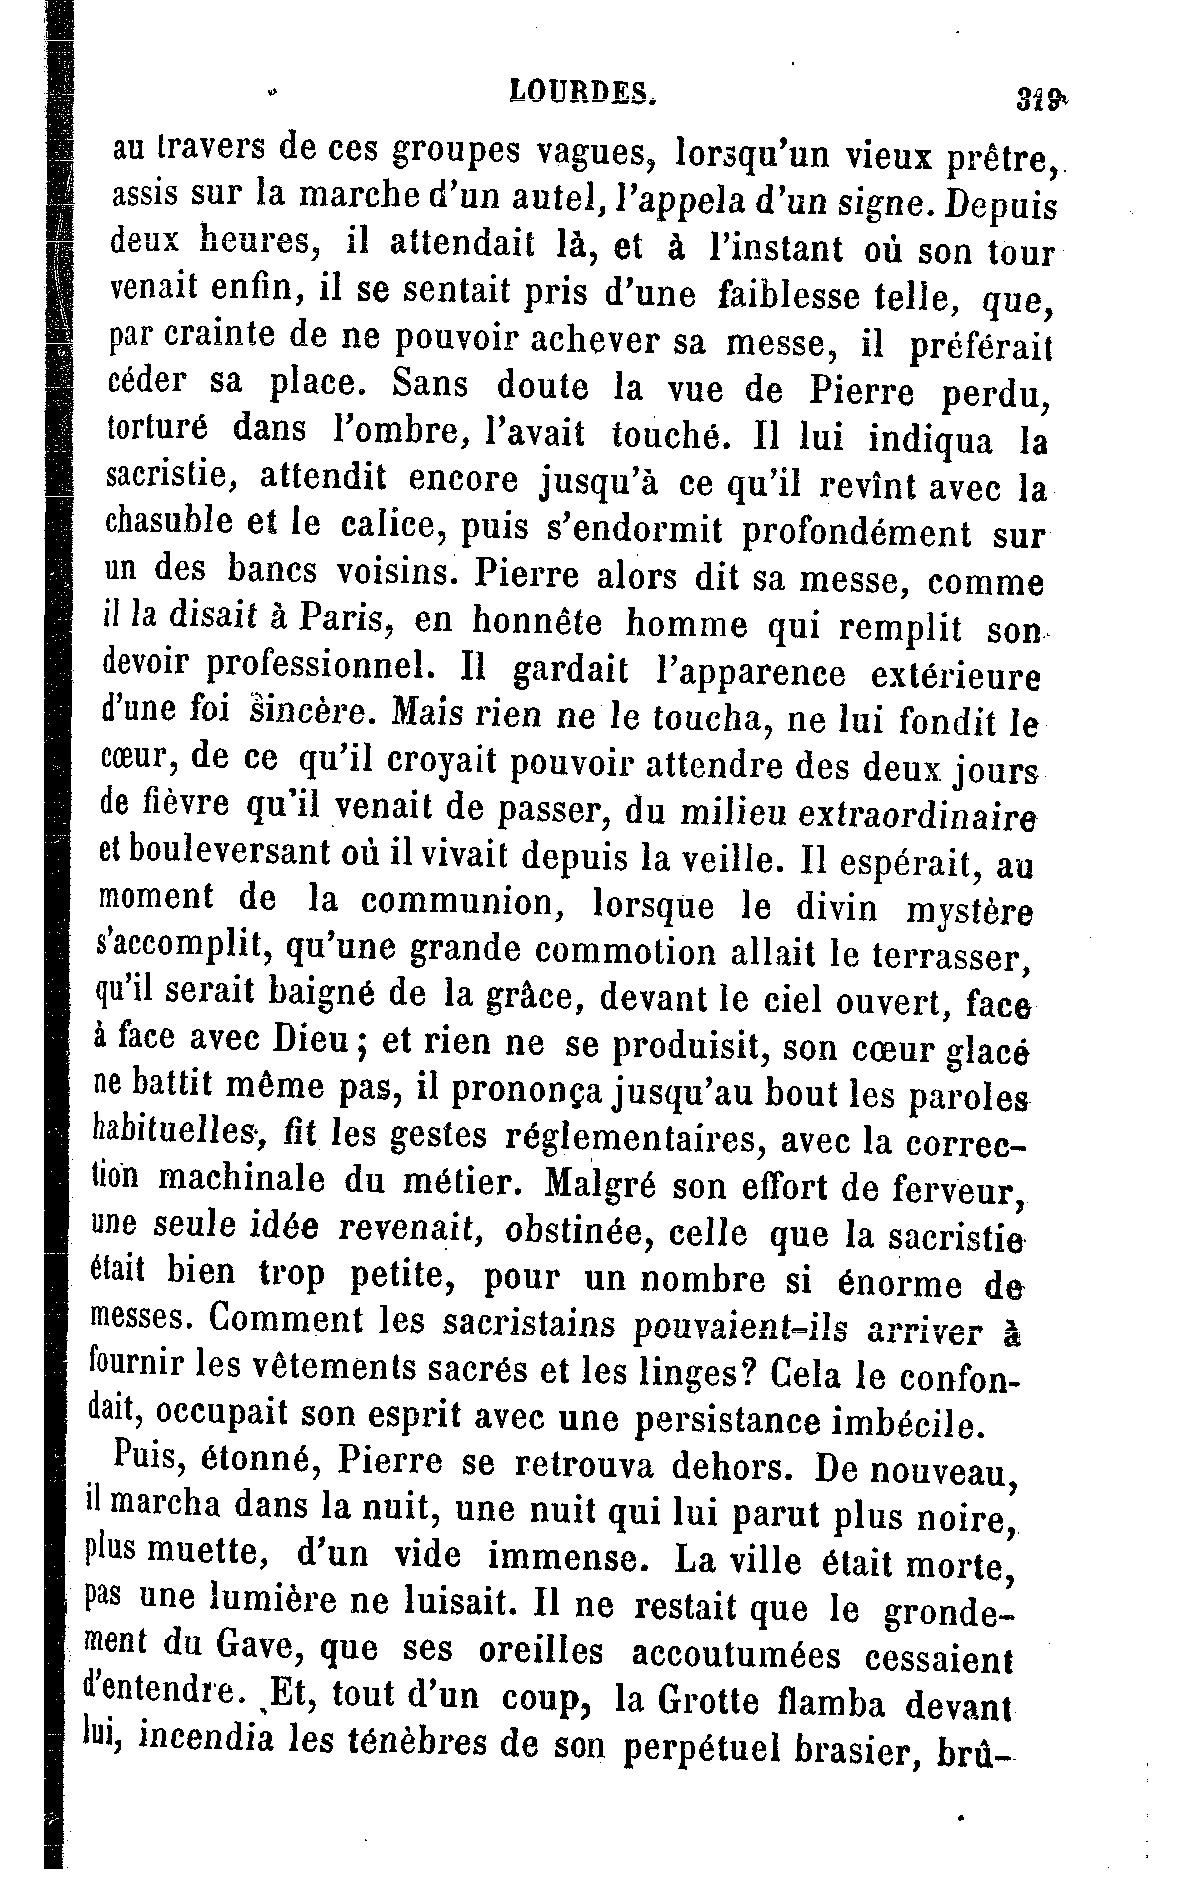 LOURDES. 319
au travers de ces groupes vagues, lorsqu'un vieux prêtre,
assis sur la marche d'un autel, l'appela d'un signe. Depuis
deux heures, il attendait là, et à l'instant où son tour
venait enfin, il se sentait pris d'une faiblesse telle, que,
par crainte de ne pouvoir achever sa messe, il préférait
céder sa place. Sans doute la vue de Pierre perdu,
torturé dans l'ombre, l'avait touché. Il lui indiqua la
sacristie, attendit encore jusqu'à ce qu'il revînt avec la
chasuble et le calice, puis s'endormit profondément sur
un des bancs voisins. Pierre alors dit sa messe, comme
il la disait à Paris, en honnête homme qui remplit son
devoir professionnel. Il gardait l'apparence extérieure
d'une foi sincère. Mais rien ne le toucha, ne lui fondit le
cœur, de ce qu'il croyait pouvoir attendre des deux jours
de fièvre qu'il venait de passer, du milieu extraordinaire
et bouleversant où il vivait depuis la veille. Il espérait, au
moment de la communion, lorsque le divin mystère
s'accomplit, qu'une grande commotion allait le terrasser,
qu'il serait baigné de la grâce, devant le ciel ouvert, face
à face avec Dieu ; et rien ne se produisit, son cœur glacé
ne battit même pas, il prononça jusqu'au bout les paroles
habituelles, fit les gestes réglementaires, avec la correc-
tion machinale du métier. Malgré son effort de ferveur,
une seule idée revenait, obstinée, celle que la sacristie
était bien trop petite, pour un nombre si énorme de
messes. Comment les sacristains pouvaient-ils arriver à
fournir les vêtements sacrés et les linges? Cela le confon-
dait, occupait son esprit avec une persistance imbécile.
Puis, étonné, Pierre se retrouva dehors. De nouveau,
il marcha dans la nuit, une nuit qui lui parut plus noire,
plus muette, d'un vide immense. La ville était morte,
pas une lumière ne luisait. Il ne restait que le gronde-
ment du Gave, que ses oreilles accoutumées cessaient
d'entendre. Et, tout d'un coup, la Grotte flamba devant
lui, incendia les ténèbres de son perpétuel brasier, brû-